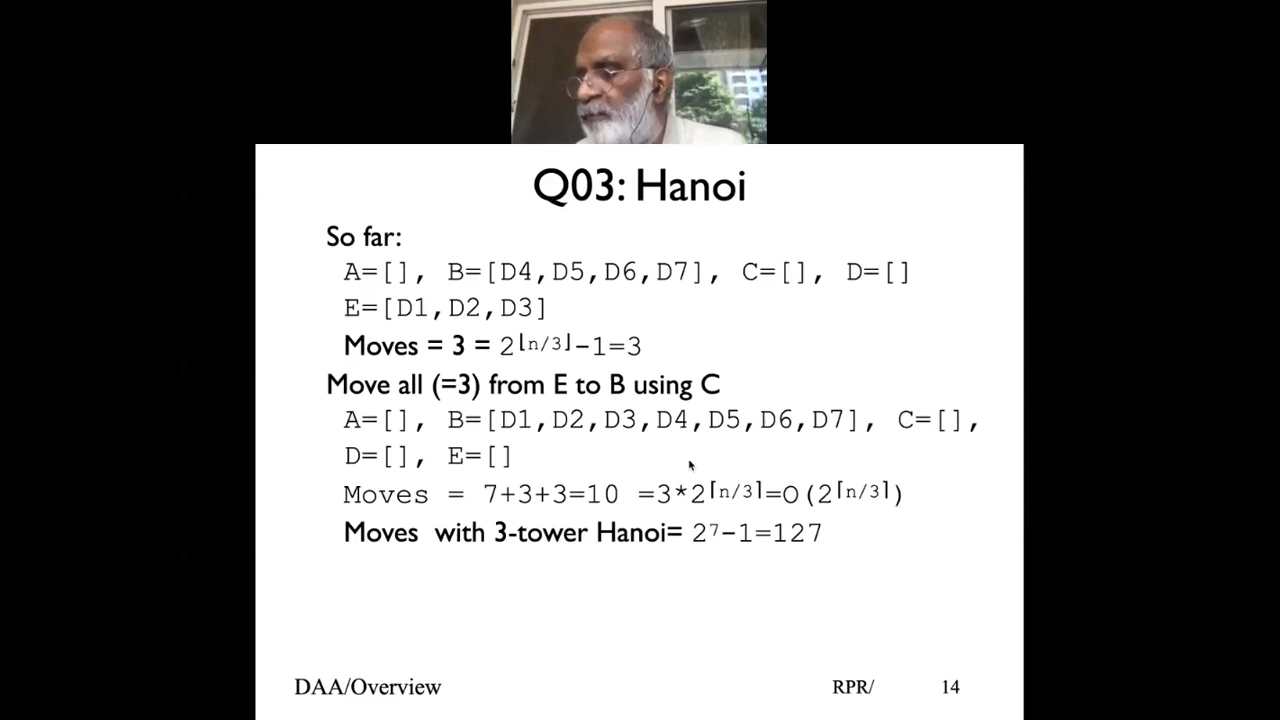 Q03: Hanoi
So far:
A=[], B=[D4,D5,D6,D7], C=[], D=[]
E=[D1,D2,D3]
Moves = 3 = 2⌊n/3⌋-1=3
Move all (=3) from E to B using C
A=[], B=[D1,D2,D3,D4,D5,D6,D7], C=[],
D=[], E=[]
Moves = 7+3+3=10 =3*2⌈n/3⌉=O(2⌈n/3⌉)
Moves with 3-tower Hanoi= 2⁷-1=127
DAA/Overview RPR/ 14